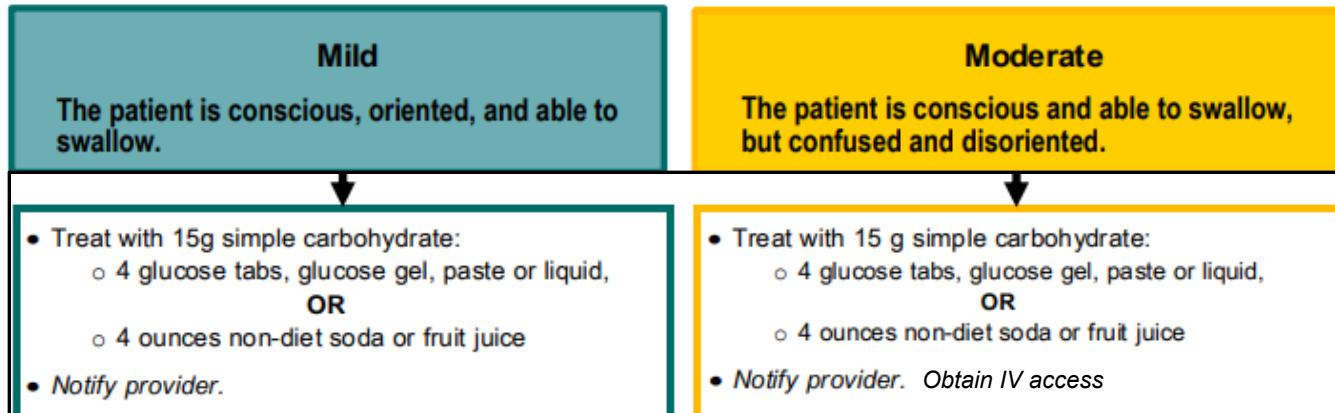 Mild
The patient is conscious, oriented, and able to
swallow.
• Treat with 15g simple carbohydrate:
○ 4 glucose tabs, glucose gel, paste or liquid,
OR
○ 4 ounces non-diet soda or fruit juice
• Notify provider.
Moderate
The patient is conscious and able to swallow,
but confused and disoriented.
• Treat with 15 g simple carbohydrate:
○ 4 glucose tabs, glucose gel, paste or liquid,
OR
○ 4 ounces non-diet soda or fruit juice
• Notify provider. Obtain IV access